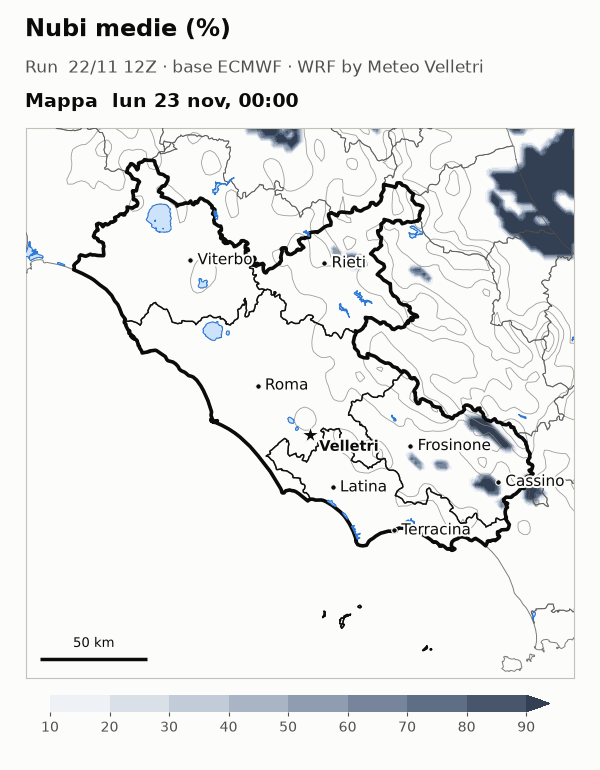 Nubi medie (%)
Run  22/11 12Z · base ECMWF · WRF by Meteo Velletri
Mappa  lun 23 nov, 00:00
Viterbo
Rieti
Roma
Velletri
Frosinone
Latina
Cassino
Terracina
50 km
10 20 30 40 50 60 70 80 90